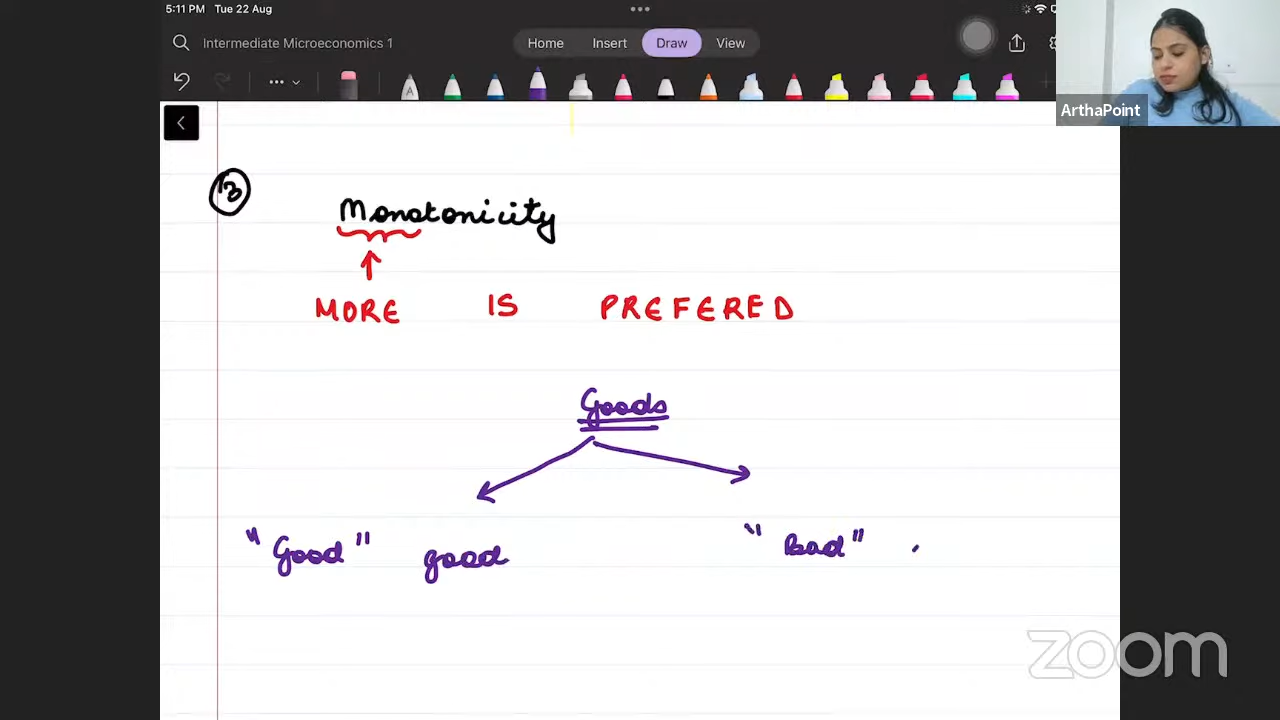 5:11 PM Tue 22 Aug
Intermediate Microeconomics 1
Home Insert Draw View
A
ArthaPoint
13
Monotonicity
MORE IS PREFERED
Goods
"Good" good
"Bad"
zoom